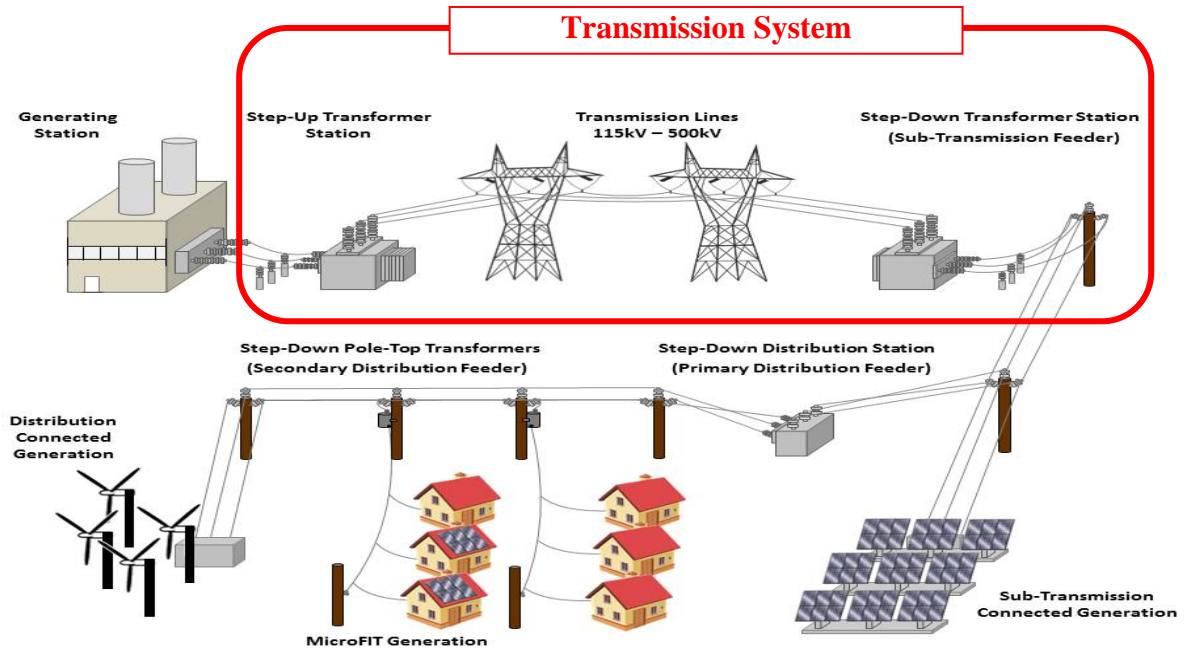 Transmission System
Generating
Station
Step-Up Transformer
Station
Transmission Lines
115kV – 500kV
Step-Down Transformer Station
(Sub-Transmission Feeder)
Step-Down Pole-Top Transformers
(Secondary Distribution Feeder)
Step-Down Distribution Station
(Primary Distribution Feeder)
Distribution
Connected
Generation
MicroFIT Generation
Sub-Transmission
Connected Generation